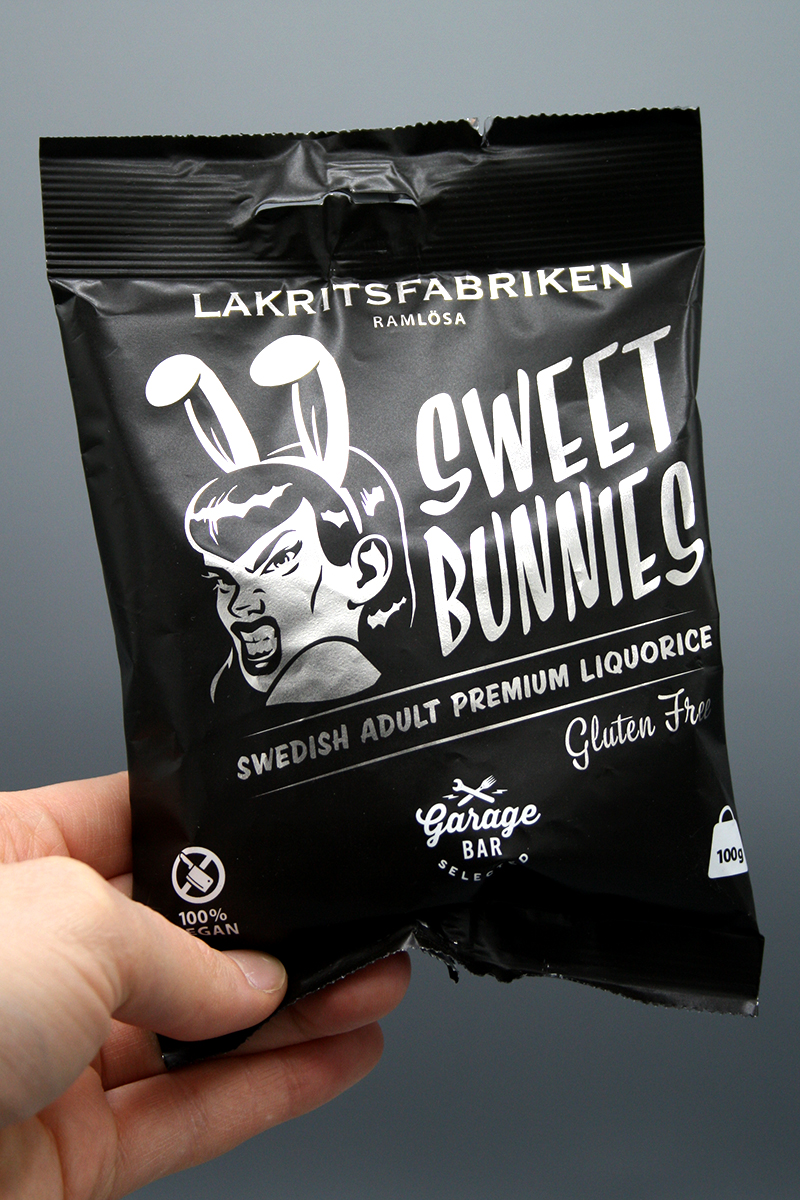 LAKRITSFABRIKEN
RAMLÖSA
SWEET
BUNNIES
SWEDISH ADULT PREMIUM LIQUORICE
Gluten Free
Garage
BAR
SELECTED
100g
100%
VEGAN